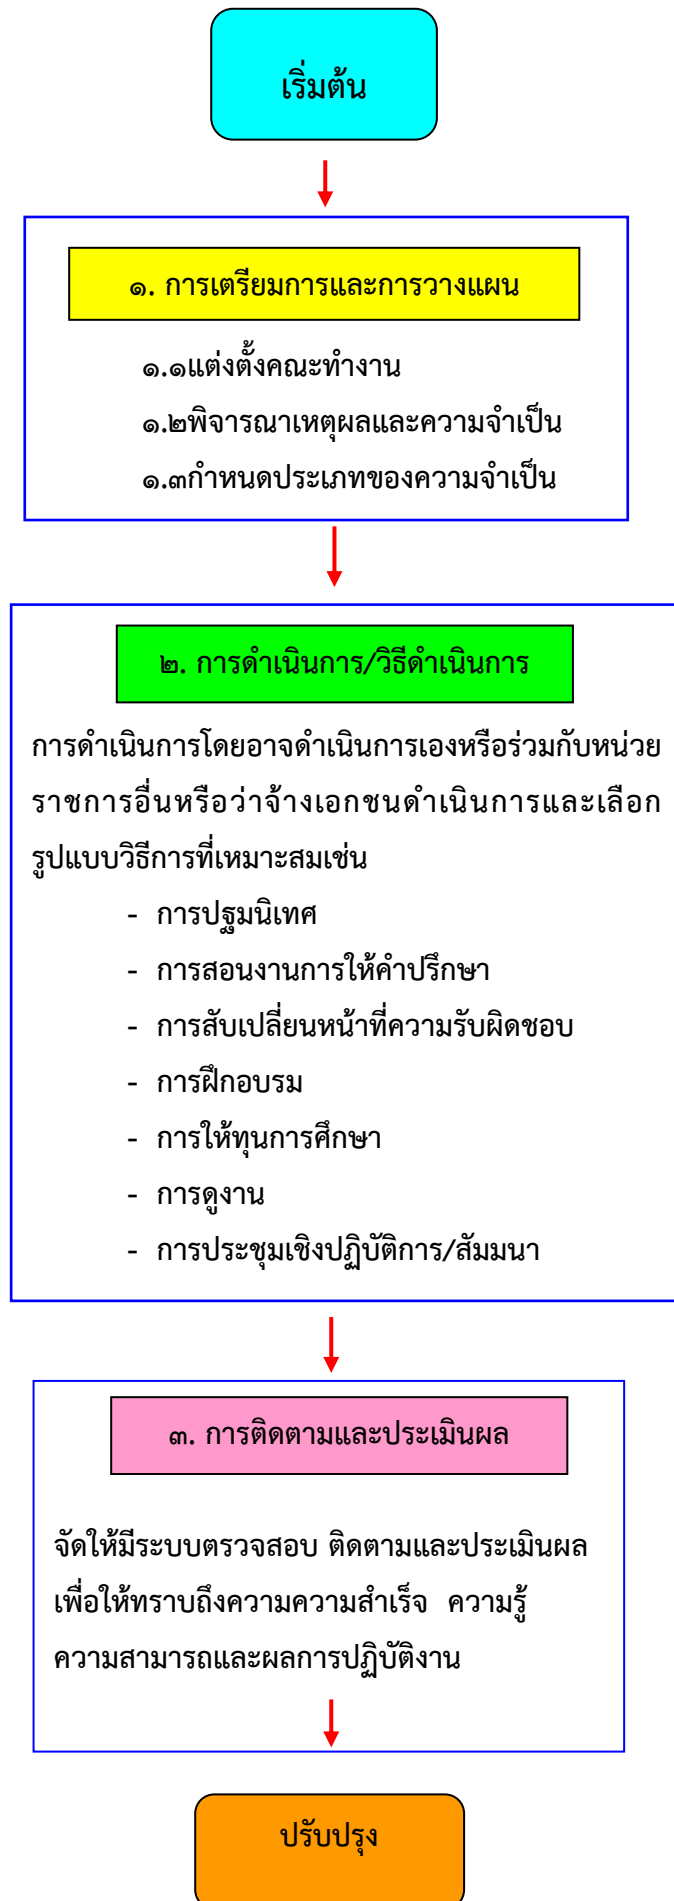 เริ่มต้น
๑. การเตรียมการและการวางแผน
๑.๑แต่งตั้งคณะทำงาน
๑.๒พิจารณาเหตุผลและความจำเป็น
๑.๓กำหนดประเภทของความจำเป็น
๒. การดำเนินการ/วิธีดำเนินการ
การดำเนินการโดยอาจดำเนินการเองหรือร่วมกับหน่วย
ราชการอื่นหรือว่าจ้างเอกชนดำเนินการและเลือก
รูปแบบวิธีการที่เหมาะสมเช่น
- การปฐมนิเทศ
- การสอนงานการให้คำปรึกษา
- การสับเปลี่ยนหน้าที่ความรับผิดชอบ
- การฝึกอบรม
- การให้ทุนการศึกษา
- การดูงาน
- การประชุมเชิงปฏิบัติการ/สัมมนา
๓. การติดตามและประเมินผล
จัดให้มีระบบตรวจสอบ ติดตามและประเมินผล
เพื่อให้ทราบถึงความความสำเร็จ ความรู้
ความสามารถและผลการปฏิบัติงาน
ปรับปรุง